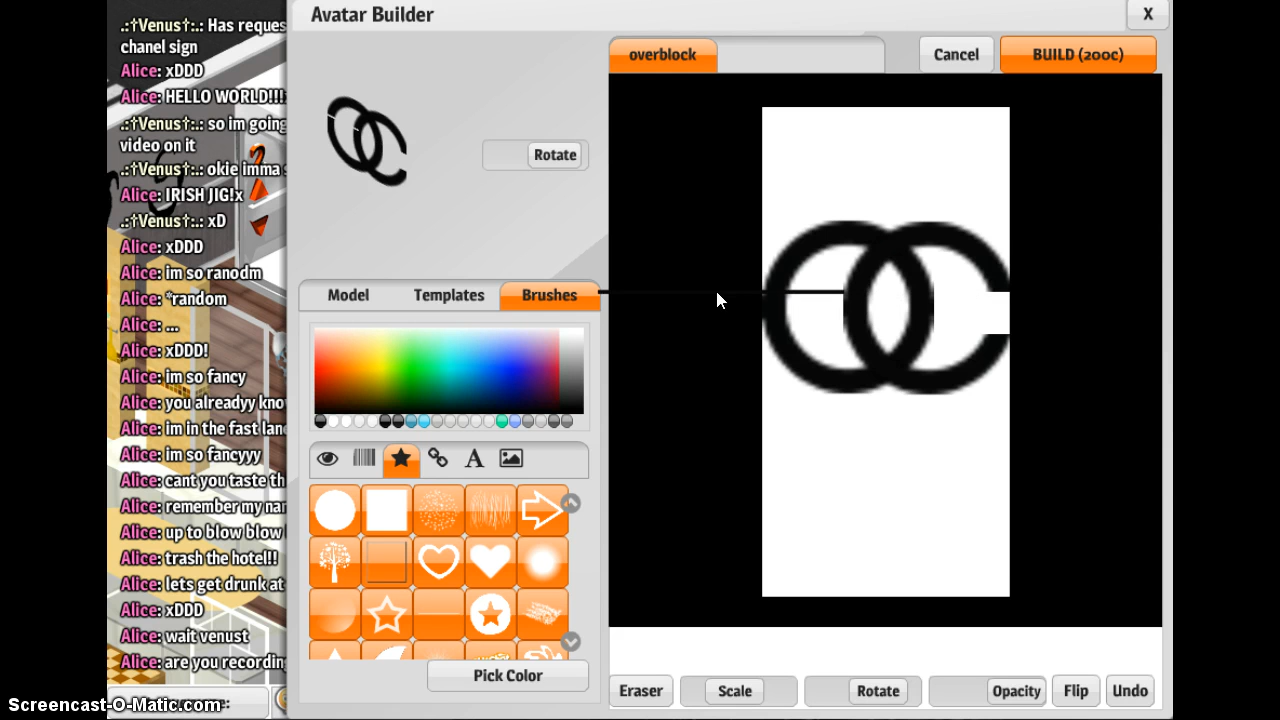 .:†Venus†:.: Has reques
chanel sign
Alice: xDDD
Alice: HELLO WORLD!!!
.:†Venus†:.: so im going
video on it
.:†Venus†:.: okie imma s
Alice: IRISH JIG!x
.:†Venus†:.: xD
Alice: xDDD
Alice: im so ranodm
Alice: *random
Alice: ...
Alice: xDDD!
Alice: im so fancy
Alice: you alreadyy kno
Alice: im in the fast lan
Alice: im so fancyyy
Alice: cant you taste th
Alice: remember my nar
Alice: up to blow blow
Alice: trash the hotel!!
Alice: lets get drunk at
Alice: xDDD
Alice: wait venust
Alice: are you recordin
Avatar Builder
X
overblock
Cancel
BUILD (200c)
Rotate
Model
Templates
Brushes
A
Pick Color
Eraser
Scale
Rotate
Opacity
Flip
Undo
Screencast-O-Matic.com